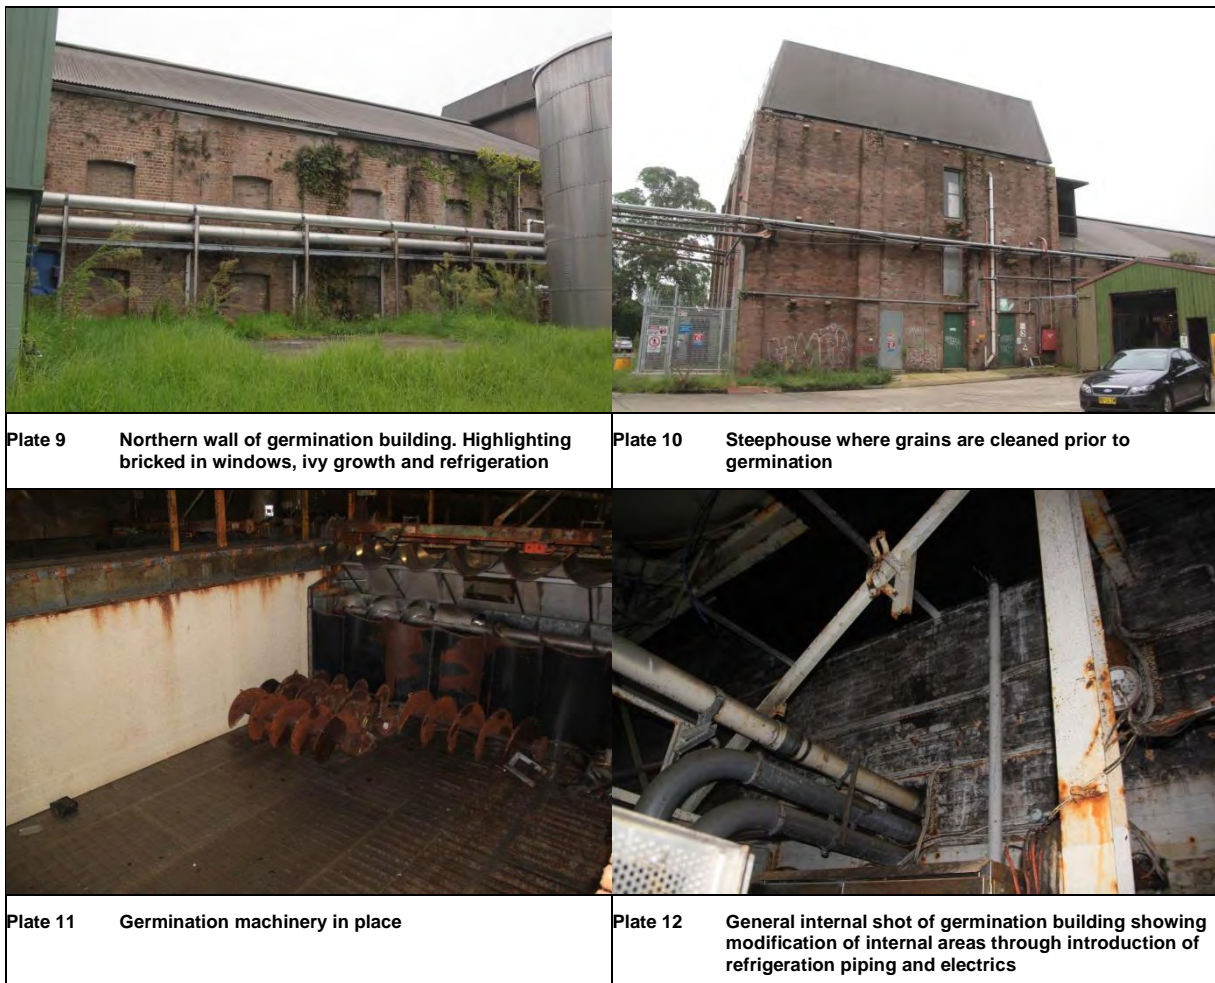 Plate 9 Northern wall of germination building. Highlighting
bricked in windows, ivy growth and refrigeration
Plate 10 Steephouse where grains are cleaned prior to
germination
Plate 11 Germination machinery in place
Plate 12 General internal shot of germination building showing
modification of internal areas through introduction of
refrigeration piping and electrics